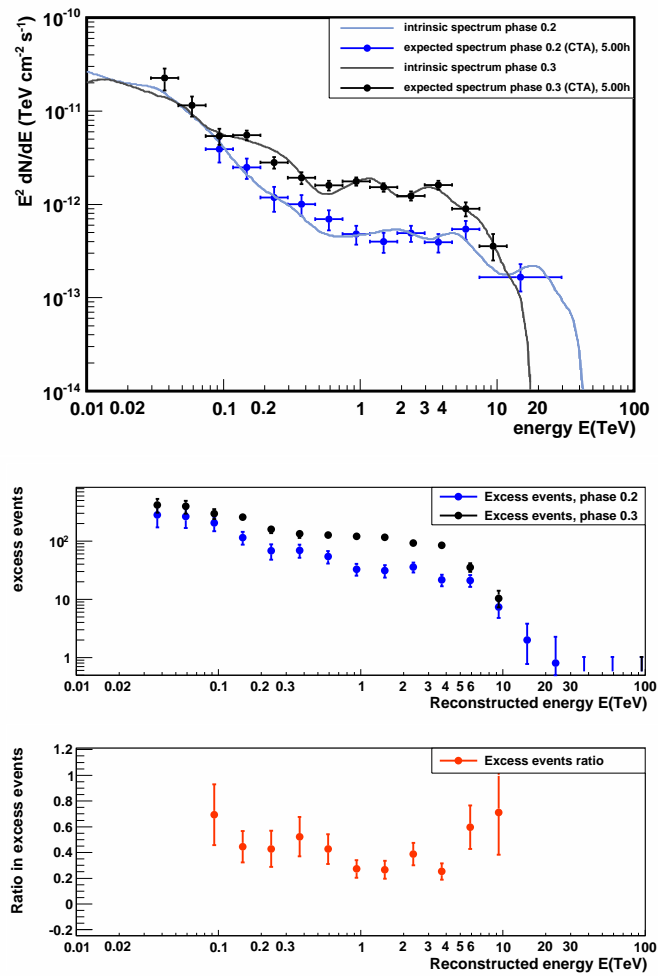 10⁻¹⁰
intrinsic spectrum phase 0.2
expected spectrum phase 0.2 (CTA), 5.00h
intrinsic spectrum phase 0.3
expected spectrum phase 0.3 (CTA), 5.00h
E² dN/dE (TeV cm⁻² s⁻¹)
10⁻¹¹
10⁻¹²
10⁻¹³
10⁻¹⁴
0.01 0.02 0.1 0.2 1 2 3 4 10 20 100
energy E(TeV)
Excess events, phase 0.2
Excess events, phase 0.3
excess events
10²
10
1
0.01 0.02 0.1 0.2 0.3 1 2 3 4 5 6 10 20 30 100
Reconstructed energy E(TeV)
Excess events ratio
Ratio in excess events
1.2
1
0.8
0.6
0.4
0.2
0
-0.2
0.01 0.02 0.1 0.2 0.3 1 2 3 4 5 6 10 20 30 100
Reconstructed energy E(TeV)